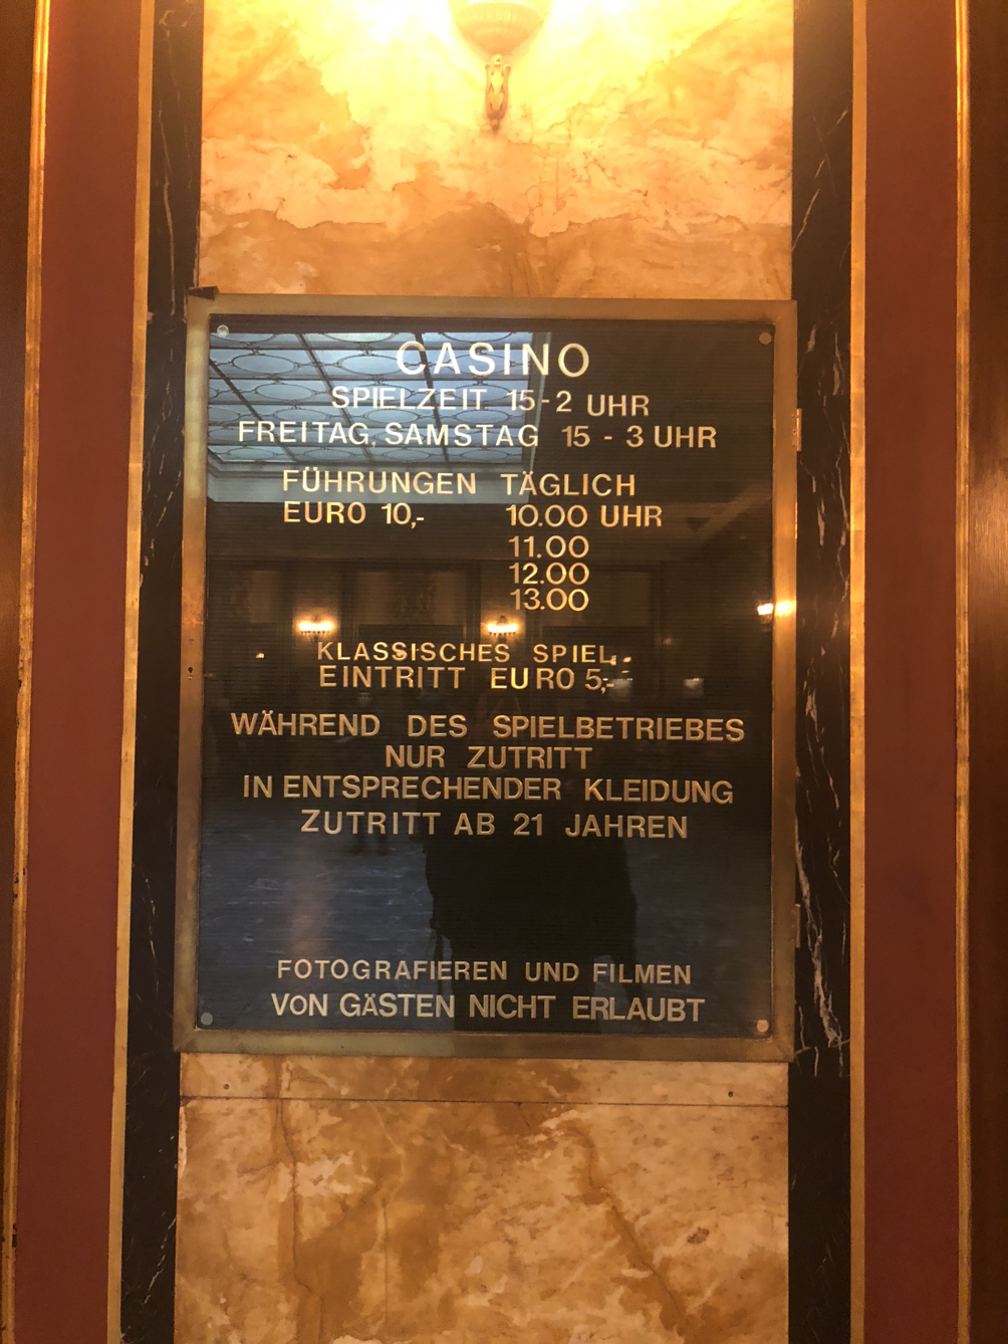 CASINO
SPIELZEIT 15-2 UHR
FREITAG, SAMSTAG 15 - 3 UHR
FÜHRUNGEN TÄGLICH
EURO 10,- 10.00 UHR
11.00
12.00
13.00
KLASSISCHES SPIEL
EINTRITT EURO 5,-
WÄHREND DES SPIELBETRIEBES
NUR ZUTRITT
IN ENTSPRECHENDER KLEIDUNG
ZUTRITT AB 21 JAHREN
FOTOGRAFIEREN UND FILMEN
VON GÄSTEN NICHT ERLAUBT